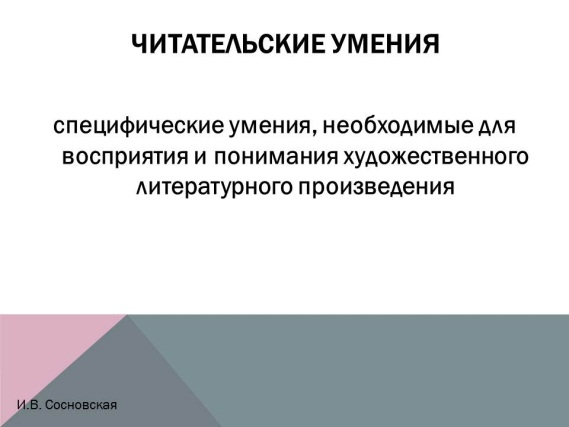 ЧИТАТЕЛЬСКИЕ УМЕНИЯ
специфические умения, необходимые для
восприятия и понимания художественного
литературного произведения
И.В. Сосновская